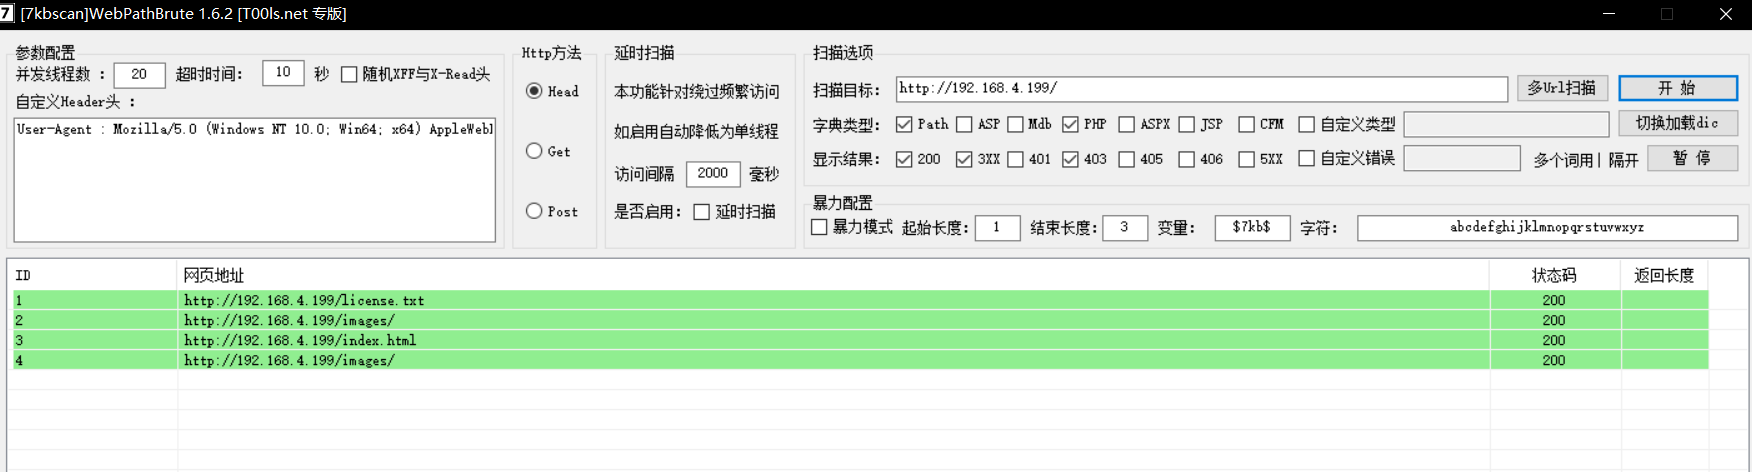 7 [7kbscan]WebPathBrute 1.6.2 [T00ls.net 专版]
参数配置
并发线程数 : 20 超时时间: 10 秒 随机XFF与X-Read头
自定义Header头 :
User-Agent : Mozilla/5.0 (Windows NT 10.0; Win64; x64) AppleWebK
Http方法
Head
Get
Post
延时扫描
本功能针对绕过频繁访问
如启用自动降低为单线程
访问间隔 2000 毫秒
是否启用: 延时扫描
扫描选项
扫描目标: http://192.168.4.199/ 多Url扫描 开 始
字典类型: Path ASP Mdb PHP ASPX JSP CFM 自定义类型 切换加载dic
显示结果: 200 3XX 401 403 405 406 5XX 自定义错误 多个词用| 隔开 暂 停
暴力配置
暴力模式 起始长度: 1 结束长度: 3 变量: $7kb$ 字符: abcdefghijklmnopqrstuvwxyz
ID 网页地址 状态码 返回长度
1 http://192.168.4.199/license.txt 200
2 http://192.168.4.199/images/ 200
3 http://192.168.4.199/index.html 200
4 http://192.168.4.199/images/ 200